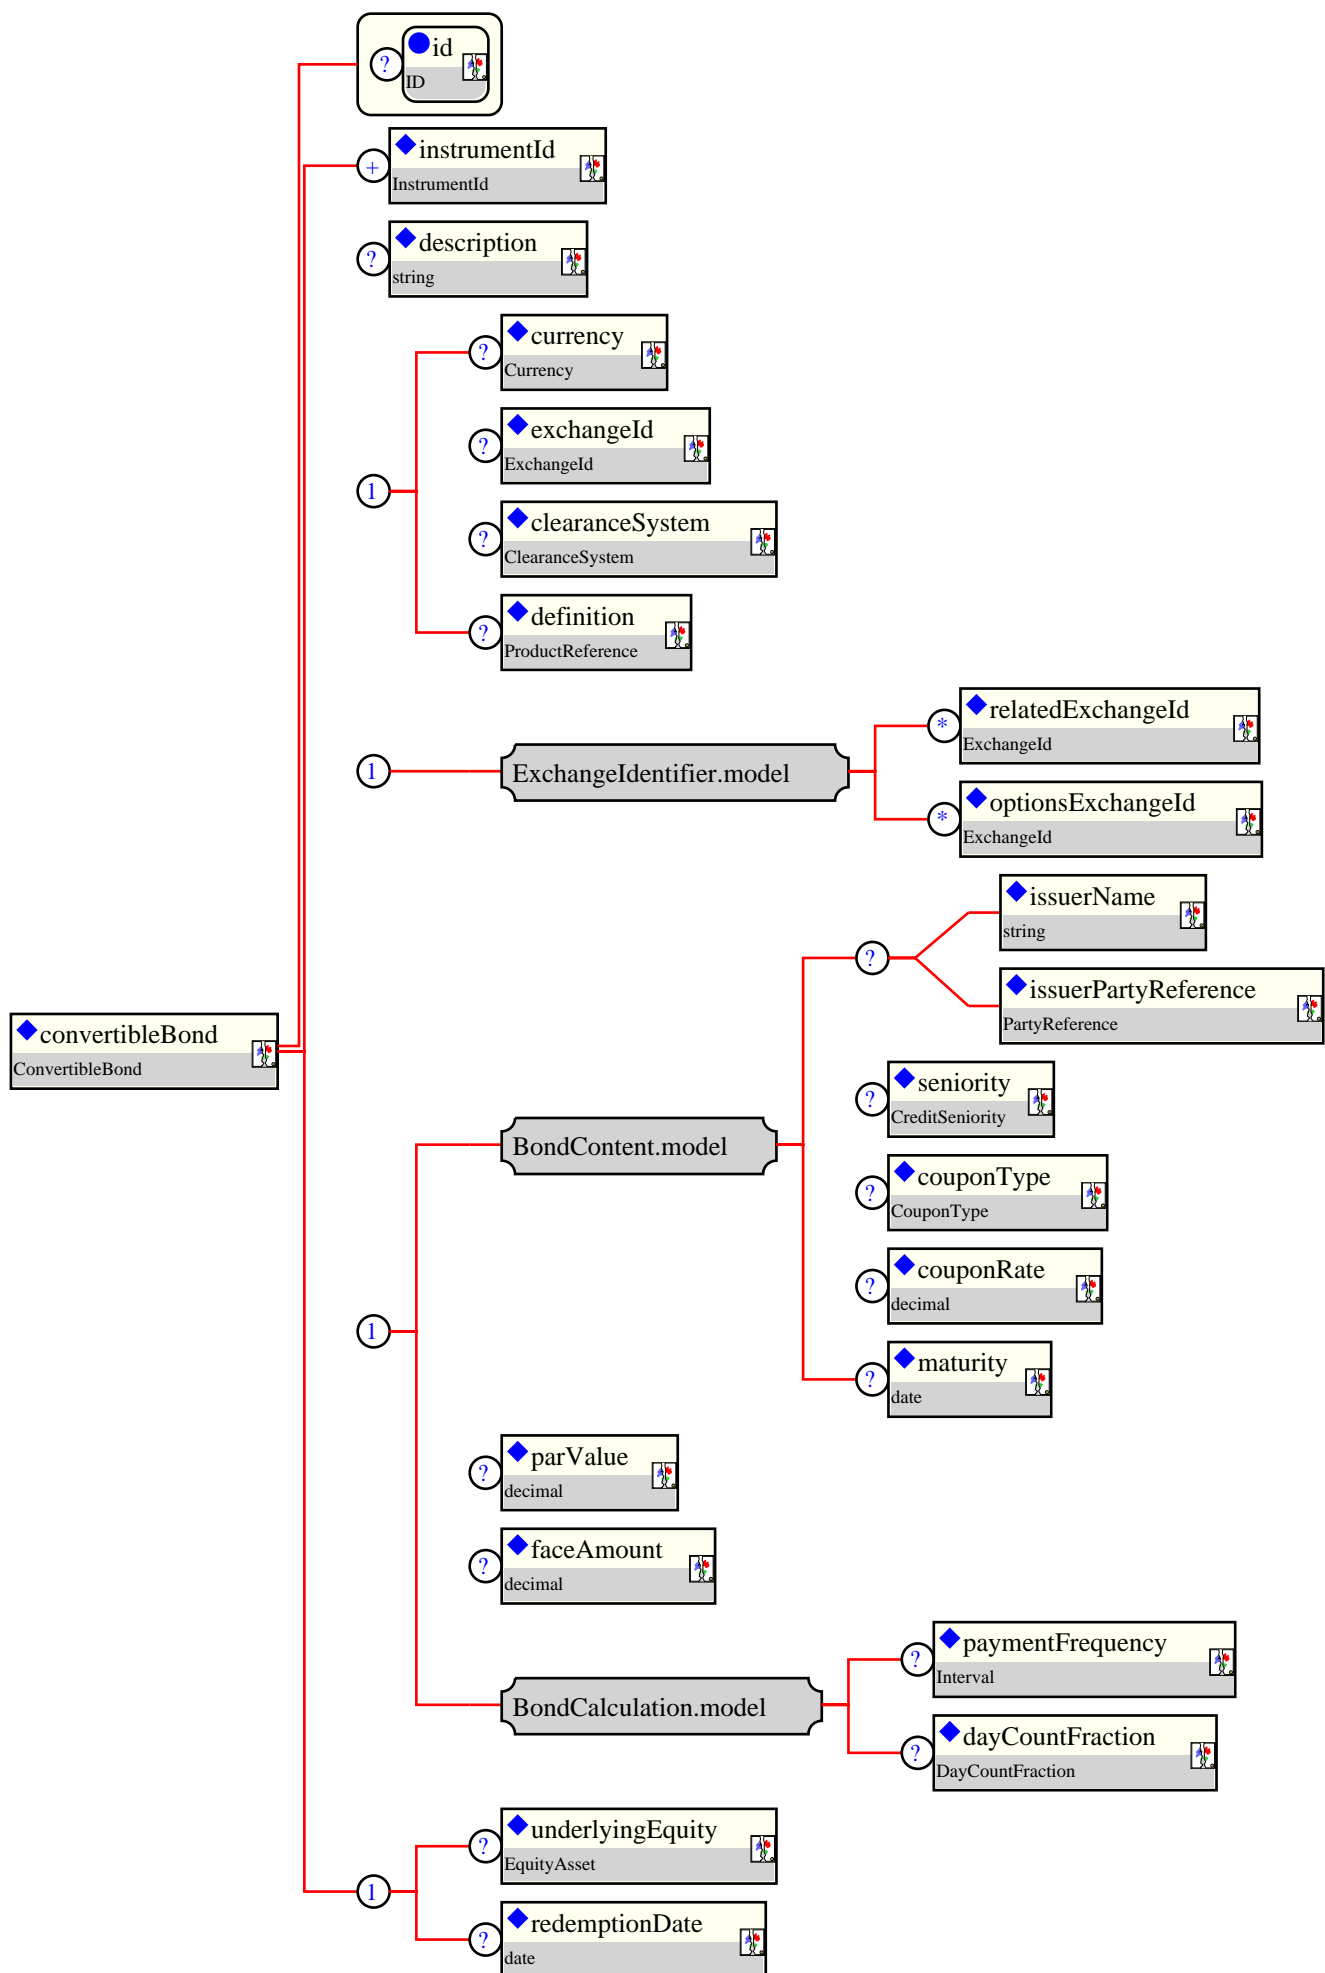 ?
id
ID
+
instrumentId
InstrumentId
?
description
string
?
currency
Currency
?
exchangeId
ExchangeId
1
?
clearanceSystem
ClearanceSystem
?
definition
ProductReference
*
relatedExchangeId
ExchangeId
1
ExchangeIdentifier.model
*
optionsExchangeId
ExchangeId
issuerName
string
?
issuerPartyReference
PartyReference
convertibleBond
ConvertibleBond
?
seniority
CreditSeniority
BondContent.model
?
couponType
CouponType
?
couponRate
decimal
1
?
maturity
date
?
parValue
decimal
?
faceAmount
decimal
?
paymentFrequency
Interval
BondCalculation.model
?
dayCountFraction
DayCountFraction
?
underlyingEquity
EquityAsset
1
?
redemptionDate
date